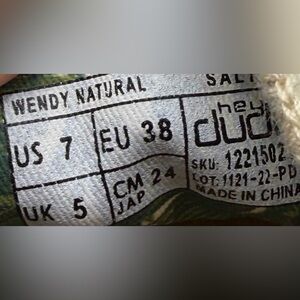 WENDY NATURAL SALT
US 7 EU 38 hey
dude
UK 5 CM 24
JAP
SKU: 1221502
LOT: 1121-22-PD
MADE IN CHINA